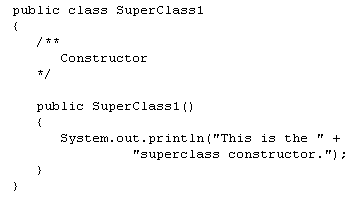 public class SuperClass1
{
/**
Constructor
*/
public SuperClass1()
{
System.out.println("This is the " +
"superclass constructor.");
}
}